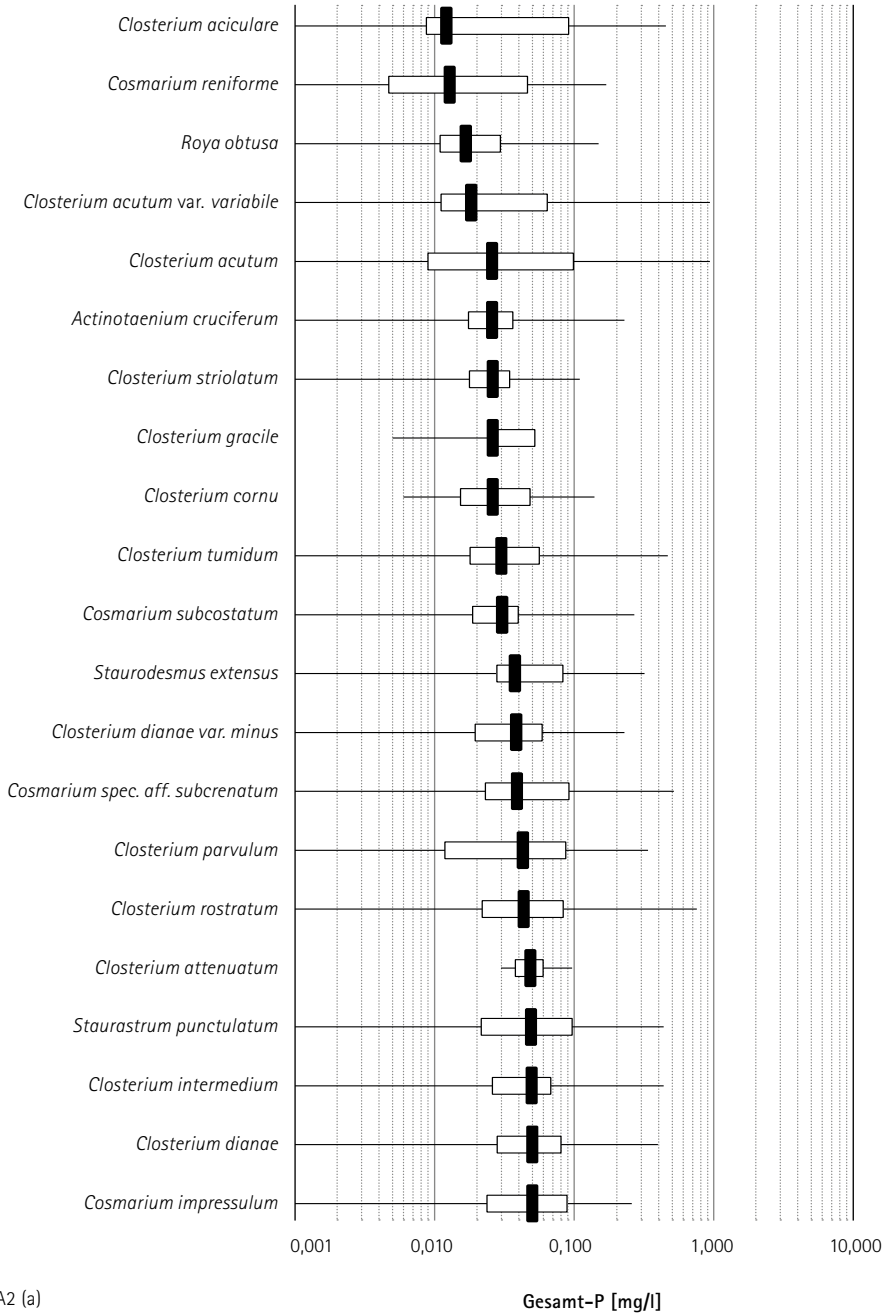 Closterium aciculare
Cosmarium reniforme
Roya obtusa
Closterium acutum var. variabile
Closterium acutum
Actinotaenium cruciferum
Closterium striolatum
Closterium gracile
Closterium cornu
Closterium tumidum
Cosmarium subcostatum
Staurodesmus extensus
Closterium dianae var. minus
Cosmarium spec. aff. subcrenatum
Closterium parvulum
Closterium rostratum
Closterium attenuatum
Staurastrum punctulatum
Closterium intermedium
Closterium dianae
Cosmarium impressulum
0,001 0,010 0,100 1,000 10,000
A2 (a) Gesamt-P [mg/l]